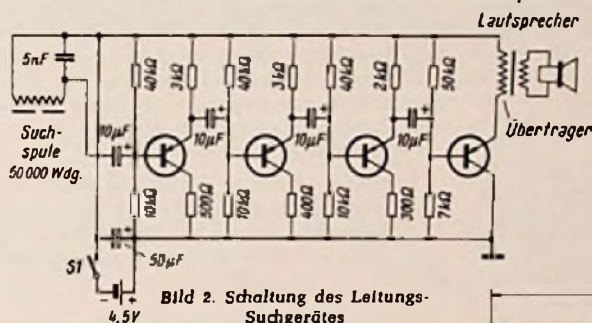 Lautsprecher
5nF
40kΩ
3kΩ
40kΩ
3kΩ
40kΩ
2kΩ
50kΩ
Such-
spule
50 000 Wdg.
10µF
+
10µF
+
10µF
+
10µF
+
Übertrager
10kΩ
500Ω
10kΩ
400Ω
10kΩ
300Ω
7kΩ
S1
+
50µF
- +
4,5V
Bild 2. Schaltung des Leitungs-
Suchgerätes